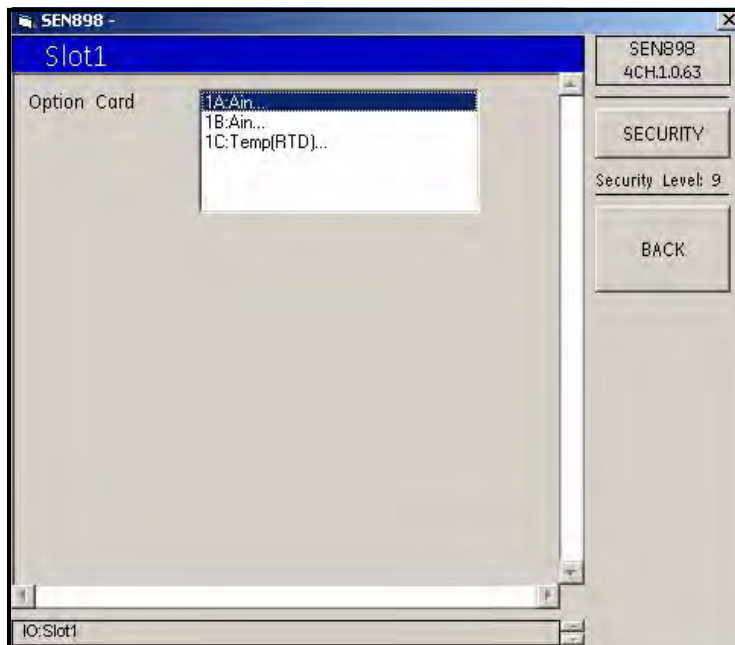 SEN898 -
Slot1
Option Card
1A:Ain...
1B:Ain...
1C:Temp(RTD)...
SEN898
4CH.1.0.63
SECURITY
Security Level: 9
BACK
IO:Slot1